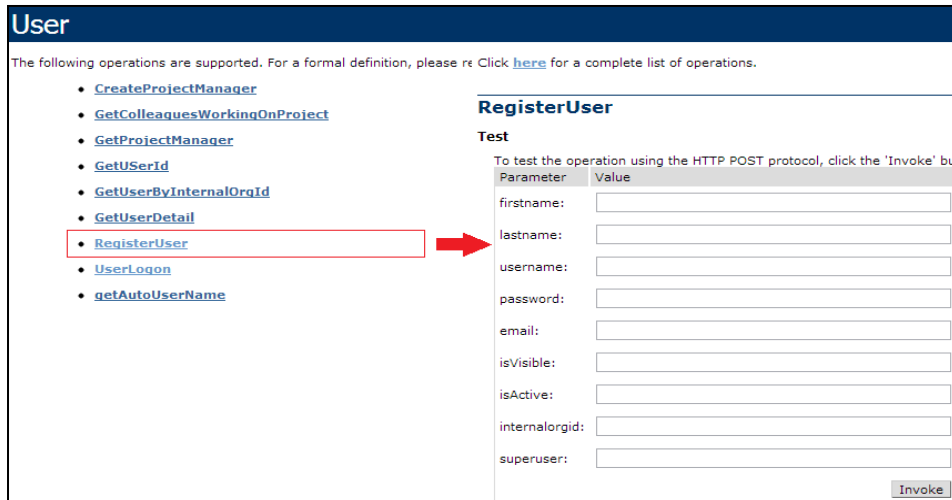 User
The following operations are supported. For a formal definition, please re
CreateProjectManager
GetColleaguesWorkingOnProject
GetProjectManager
GetUSerId
GetUserByInternalOrgId
GetUserDetail
RegisterUser
UserLogon
getAutoUserName
Click here for a complete list of operations.
RegisterUser
Test
To test the operation using the HTTP POST protocol, click the 'Invoke' bu
Parameter Value
firstname:
lastname:
username:
password:
email:
isVisible:
isActive:
internalorgid:
superuser:
Invoke